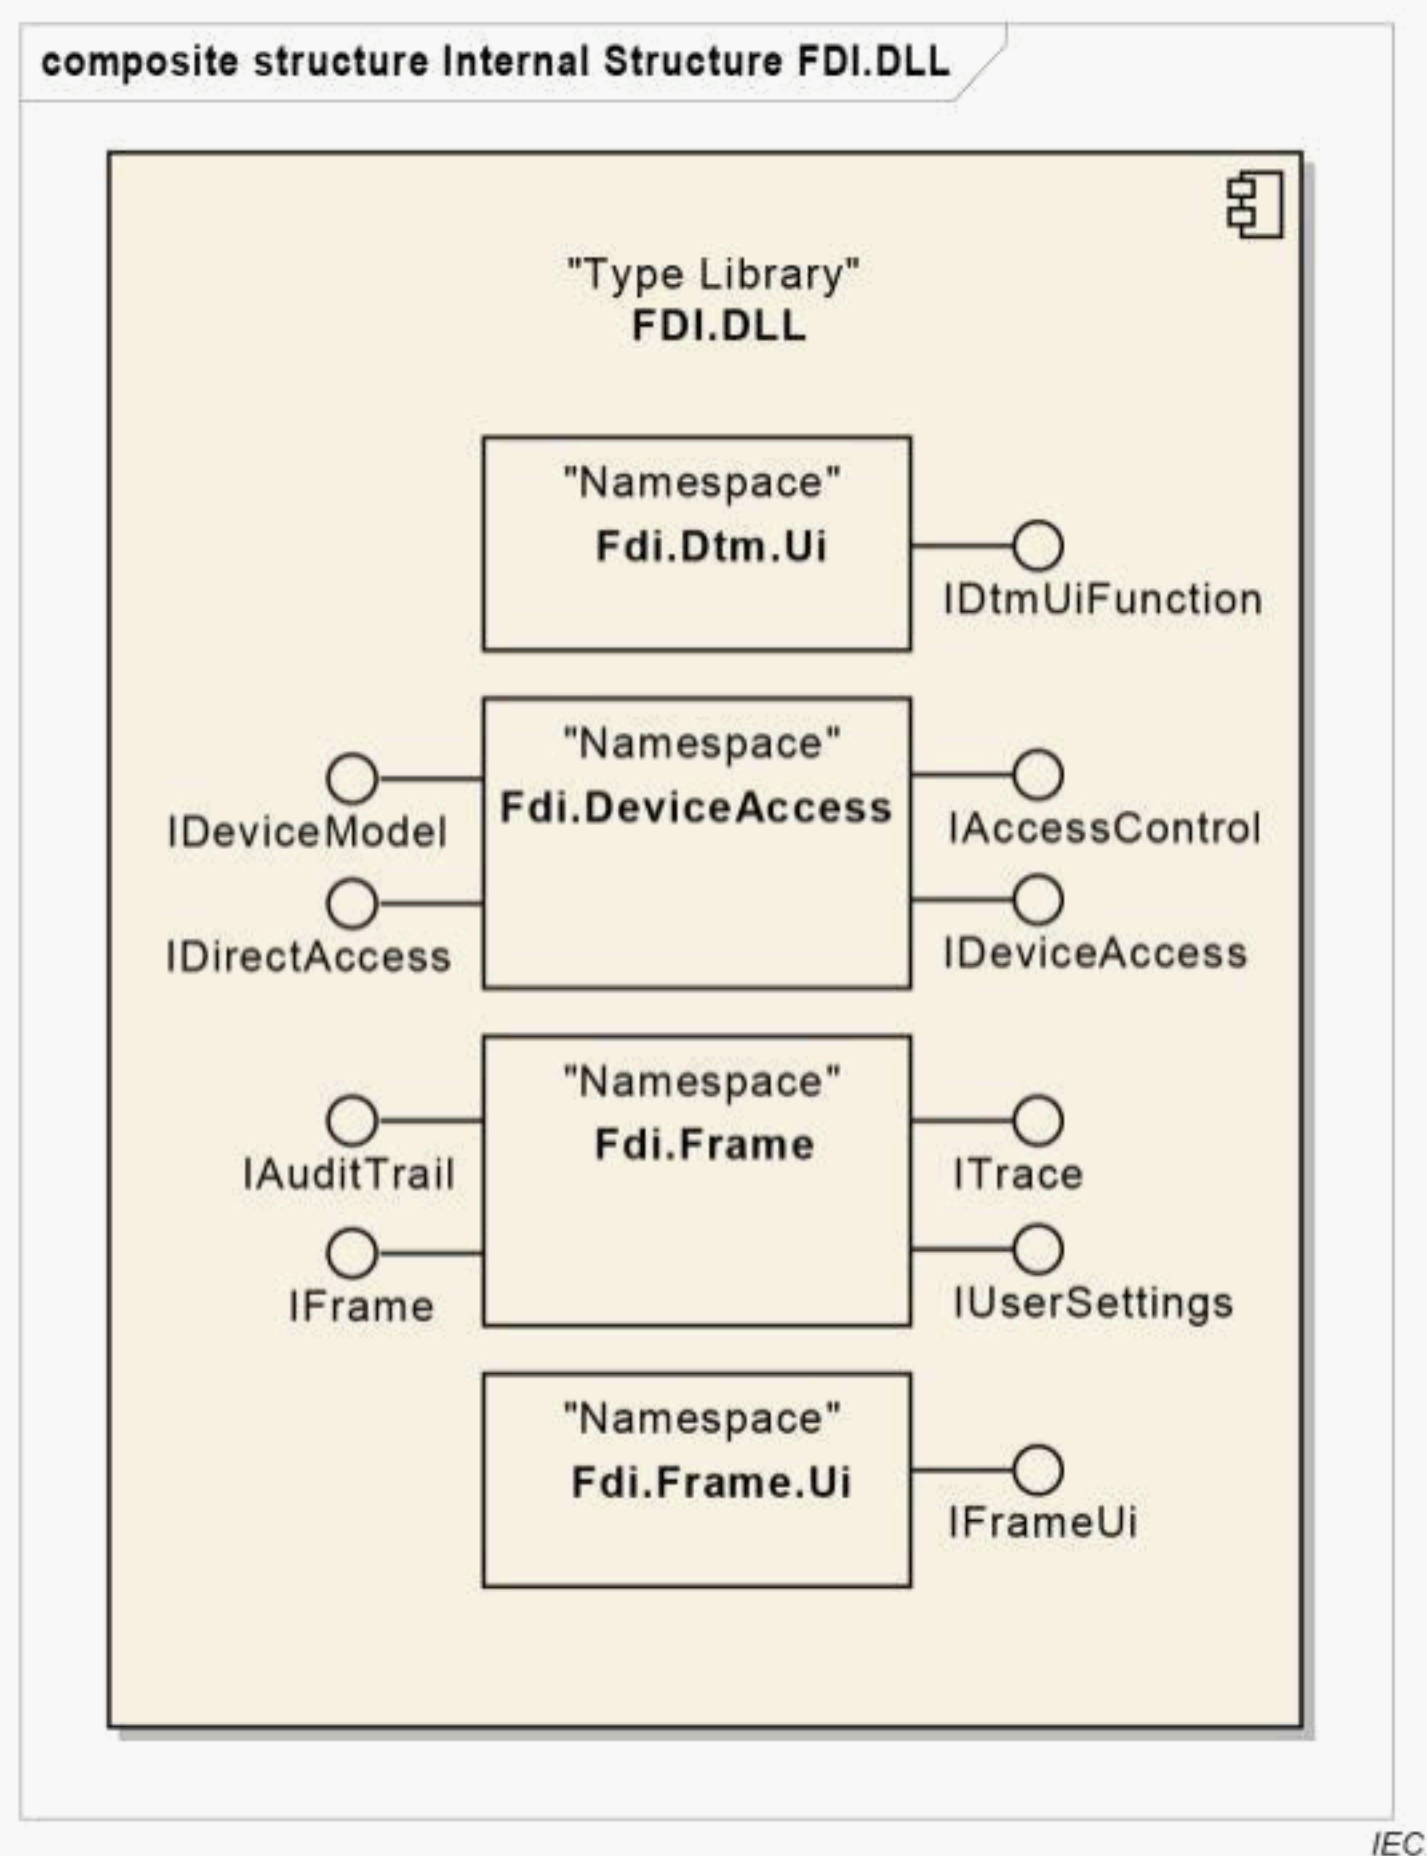 composite structure Internal Structure FDI.DLL
"Type Library"
FDI.DLL
"Namespace"
Fdi.Dtm.Ui
IDtmUiFunction
"Namespace"
Fdi.DeviceAccess
IDeviceModel
IAccessControl
IDirectAccess
IDeviceAccess
"Namespace"
Fdi.Frame
IAuditTrail
ITrace
IFrame
IUserSettings
"Namespace"
Fdi.Frame.Ui
IFrameUi
IEC